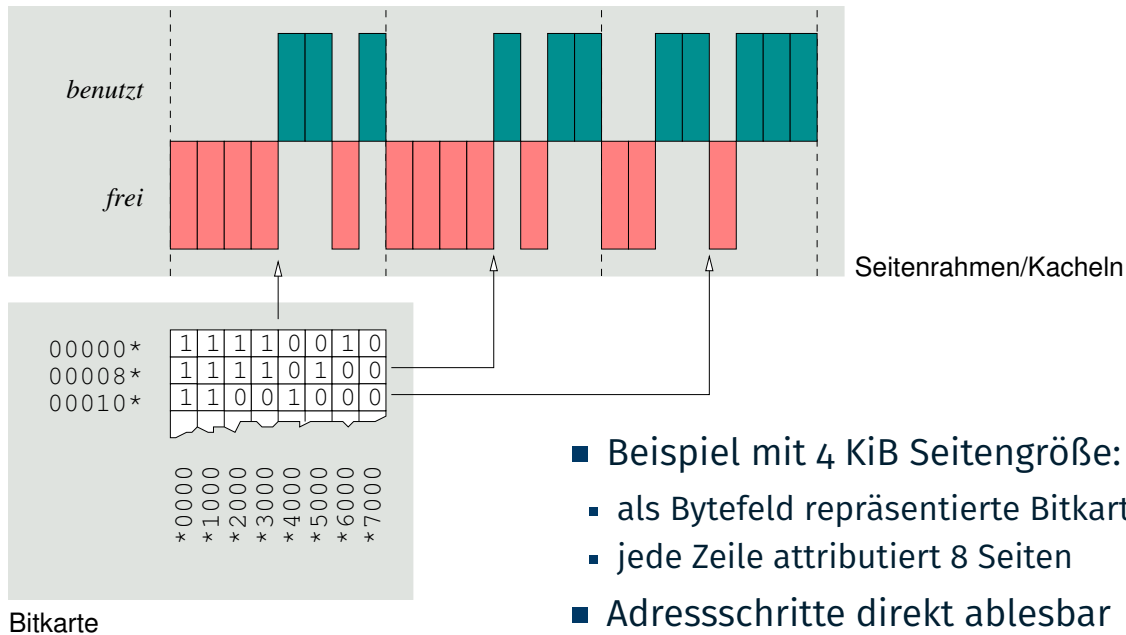 benutzt
frei
Seitenrahmen/Kacheln
00000* 1 1 1 1 0 0 1 0
00008* 1 1 1 1 0 1 0 0
00010* 1 1 0 0 1 0 0 0
*0000 *1000 *2000 *3000 *4000 *5000 *6000 *7000
Bitkarte
Beispiel mit 4 KiB Seitengröße:
als Bytefeld repräsentierte Bitkart
jede Zeile attributiert 8 Seiten
Adressschritte direkt ablesbar